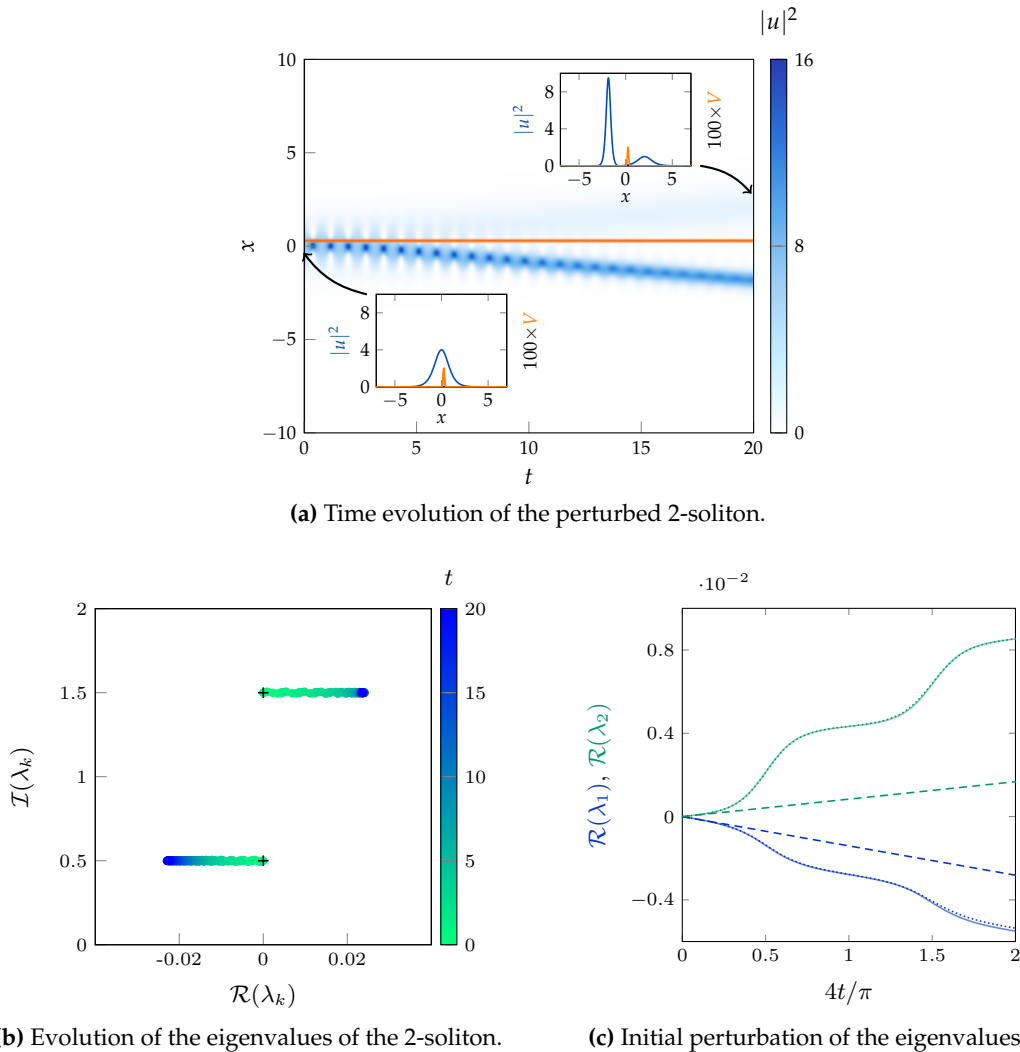 |u|²
10
5
0
−5
−10
x
0
5
10
15
20
t
16
8
0
8
4
0
−5
0
5
x
|u|²
100×V
8
4
0
−5
0
5
x
|u|²
100×V
(a) Time evolution of the perturbed 2-soliton.
t
2
1.5
1
0.5
0
ℐ(λₖ)
-0.02
0
0.02
ℛ(λₖ)
20
15
10
5
0
(b) Evolution of the eigenvalues of the 2-soliton.
·10⁻²
0.8
0.4
0
−0.4
ℛ(λ₁), ℛ(λ₂)
0
0.5
1
1.5
2
4t/π
(c) Initial perturbation of the eigenvalues